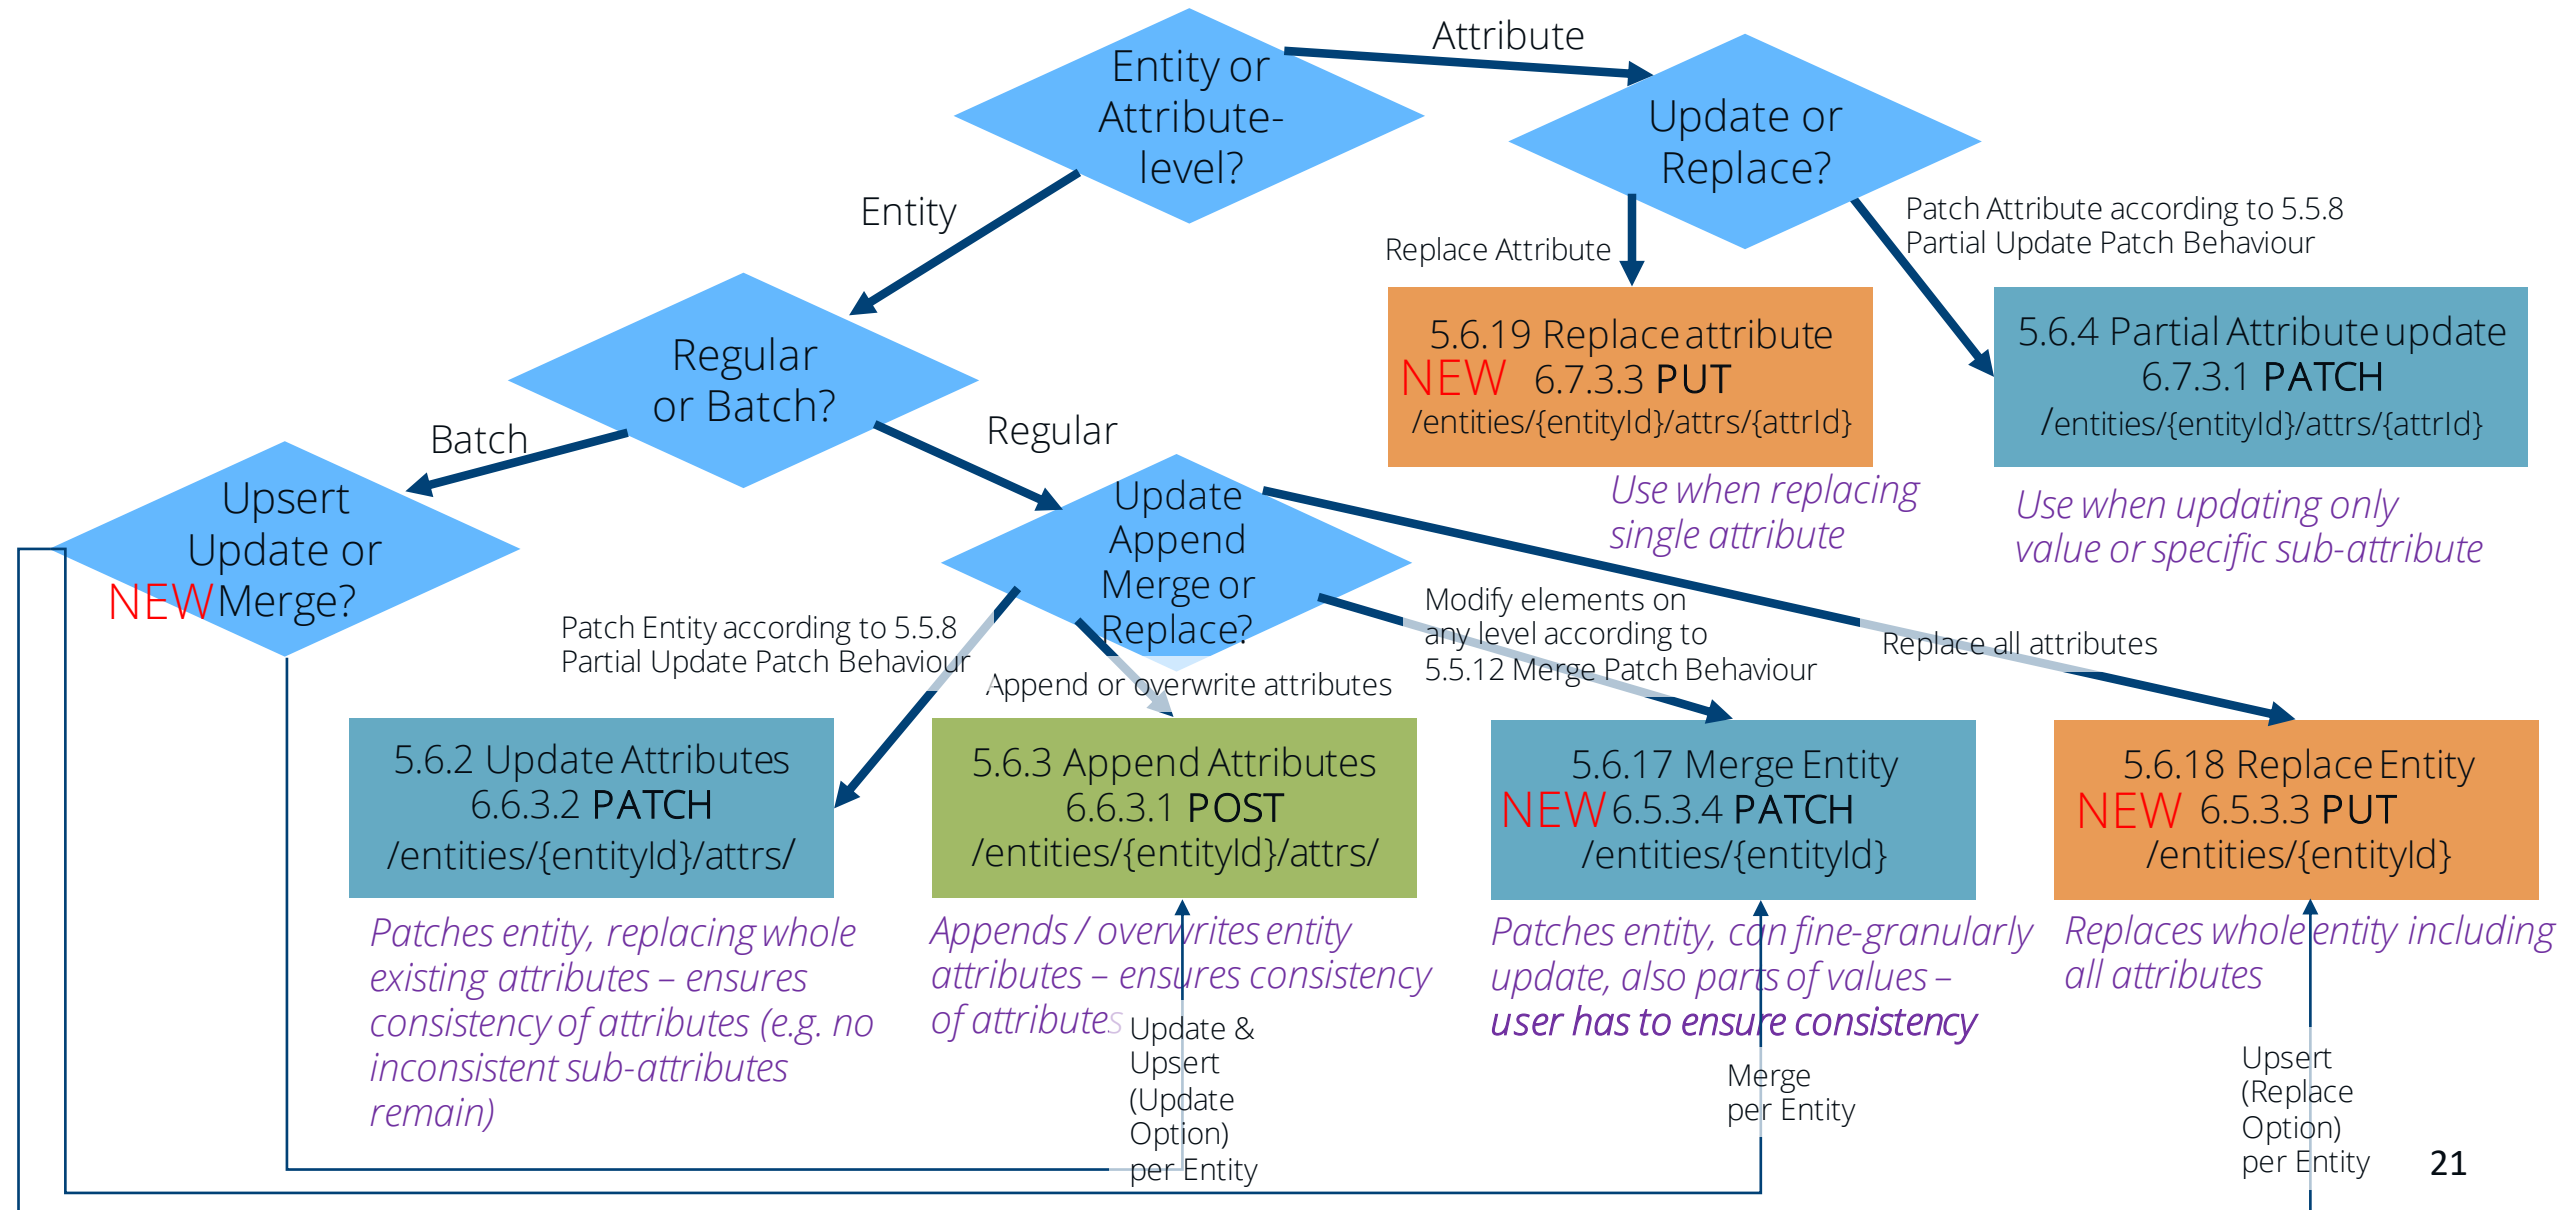 Entity or
Attribute-
level?
Attribute
Update or
Replace?
Entity
Replace Attribute
Patch Attribute according to 5.5.8
Partial Update Patch Behaviour
Regular
or Batch?
5.6.19 Replace attribute
NEW 6.7.3.3 PUT
/entities/{entityId}/attrs/{attrId}
5.6.4 Partial Attribute update
6.7.3.1 PATCH
/entities/{entityId}/attrs/{attrId}
Use when replacing
single attribute
Use when updating only
value or specific sub-attribute
Batch
Regular
Upsert
Update or
NEW Merge?
Update
Append
Merge or
Replace?
Patch Entity according to 5.5.8
Partial Update Patch Behaviour
Append or overwrite attributes
Modify elements on
any level according to
5.5.12 Merge Patch Behaviour
Replace all attributes
5.6.2 Update Attributes
6.6.3.2 PATCH
/entities/{entityId}/attrs/
5.6.3 Append Attributes
6.6.3.1 POST
/entities/{entityId}/attrs/
5.6.17 Merge Entity
NEW 6.5.3.4 PATCH
/entities/{entityId}
5.6.18 Replace Entity
NEW 6.5.3.3 PUT
/entities/{entityId}
Patches entity, replacing whole
existing attributes – ensures
consistency of attributes (e.g. no
inconsistent sub-attributes
remain)
Appends / overwrites entity
attributes – ensures consistency
of attributes
Patches entity, can fine-granularly
update, also parts of values –
user has to ensure consistency
Replaces whole entity including
all attributes
Update &
Upsert
(Update
Option)
per Entity
Merge
per Entity
Upsert
(Replace
Option)
per Entity
21